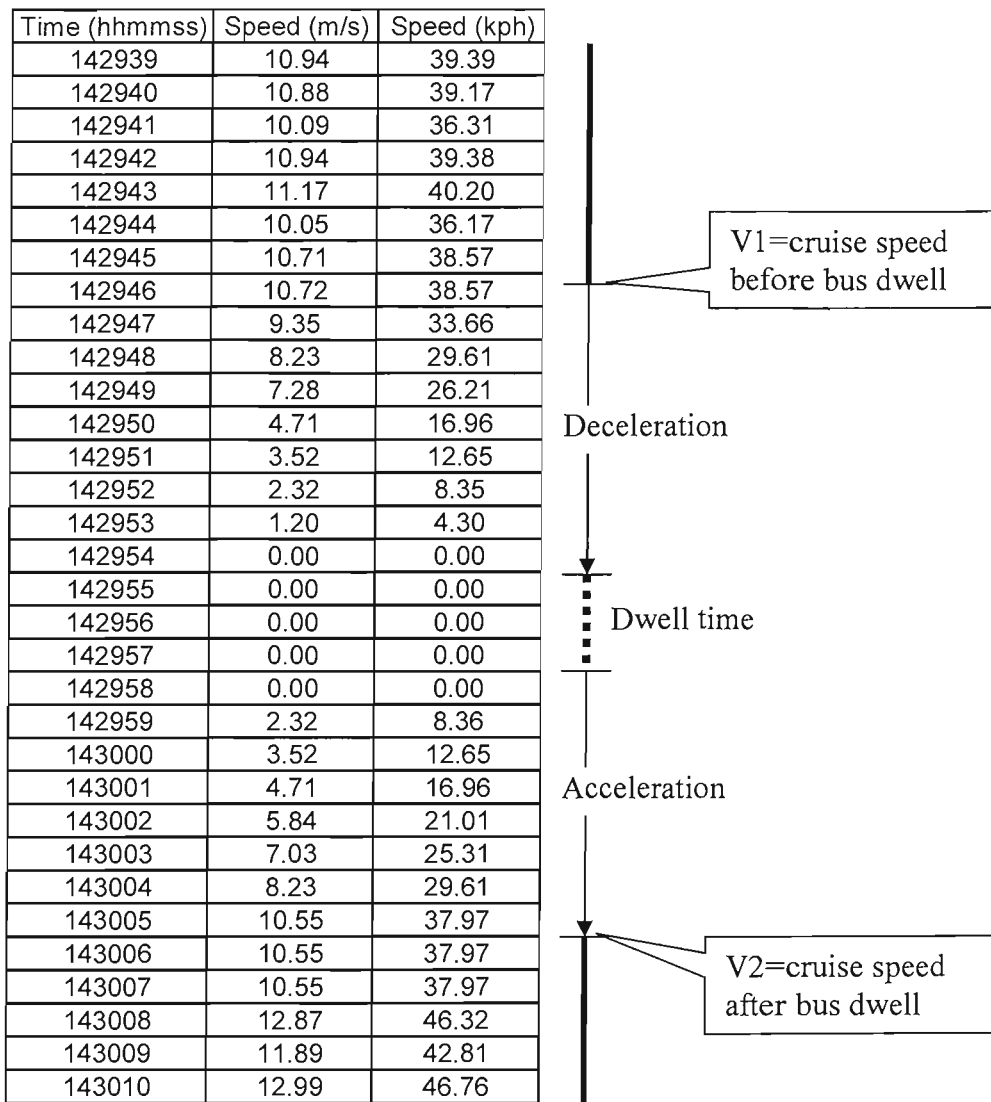 Time (hhmmss) Speed (m/s) Speed (kph)
142939 10.94 39.39
142940 10.88 39.17
142941 10.09 36.31
142942 10.94 39.38
142943 11.17 40.20
142944 10.05 36.17
142945 10.71 38.57
142946 10.72 38.57
142947 9.35 33.66
142948 8.23 29.61
142949 7.28 26.21
142950 4.71 16.96
142951 3.52 12.65
142952 2.32 8.35
142953 1.20 4.30
142954 0.00 0.00
142955 0.00 0.00
142956 0.00 0.00
142957 0.00 0.00
142958 0.00 0.00
142959 2.32 8.36
143000 3.52 12.65
143001 4.71 16.96
143002 5.84 21.01
143003 7.03 25.31
143004 8.23 29.61
143005 10.55 37.97
143006 10.55 37.97
143007 10.55 37.97
143008 12.87 46.32
143009 11.89 42.81
143010 12.99 46.76
V1=cruise speed
before bus dwell
Deceleration
Dwell time
Acceleration
V2=cruise speed
after bus dwell